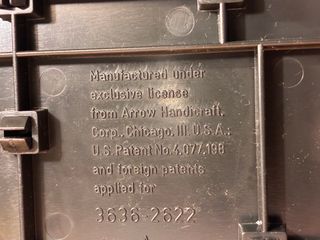 Manufactured under
exclusive license
from Arrow Handicraft,
Corp., Chicago, Ill. U.S.A.;
U.S. Patent No. 4,077,198
and foreign patents
applied for
3636-2622